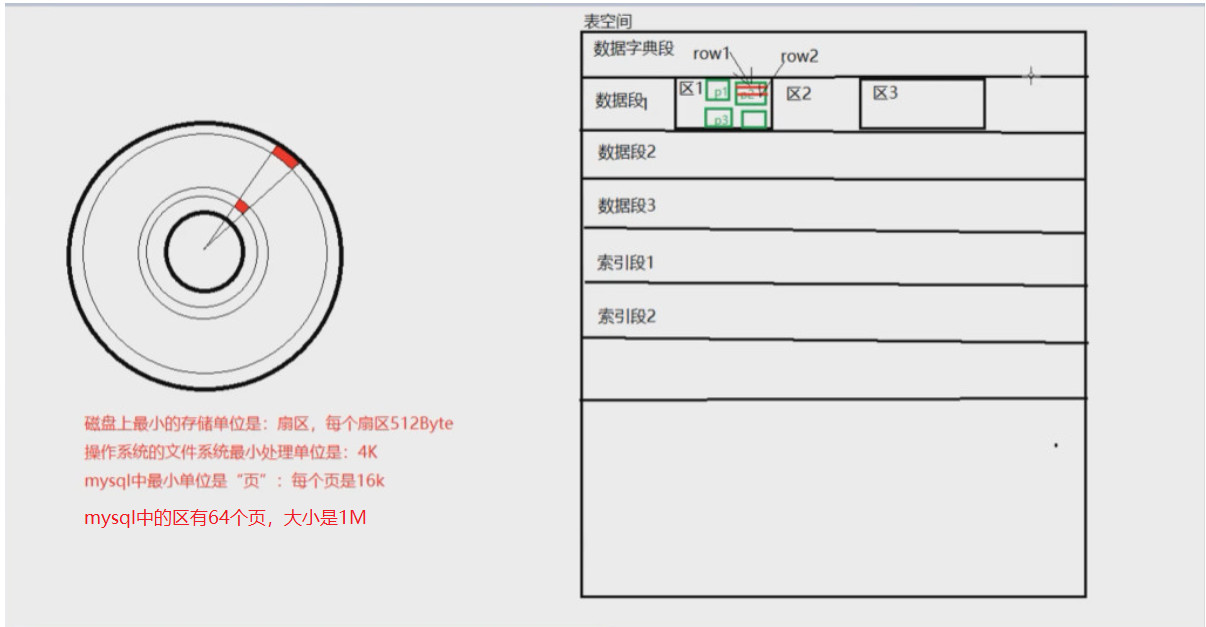 表空间
数据字典段
row1
row2
数据段1
区1
p1
p2
p3
区2
区3
数据段2
数据段3
索引段1
索引段2
磁盘上最小的存储单位是：扇区，每个扇区512Byte
操作系统的文件系统最小处理单位是：4K
mysql中最小单位是“页”：每个页是16k
mysql中的区有64个页，大小是1M